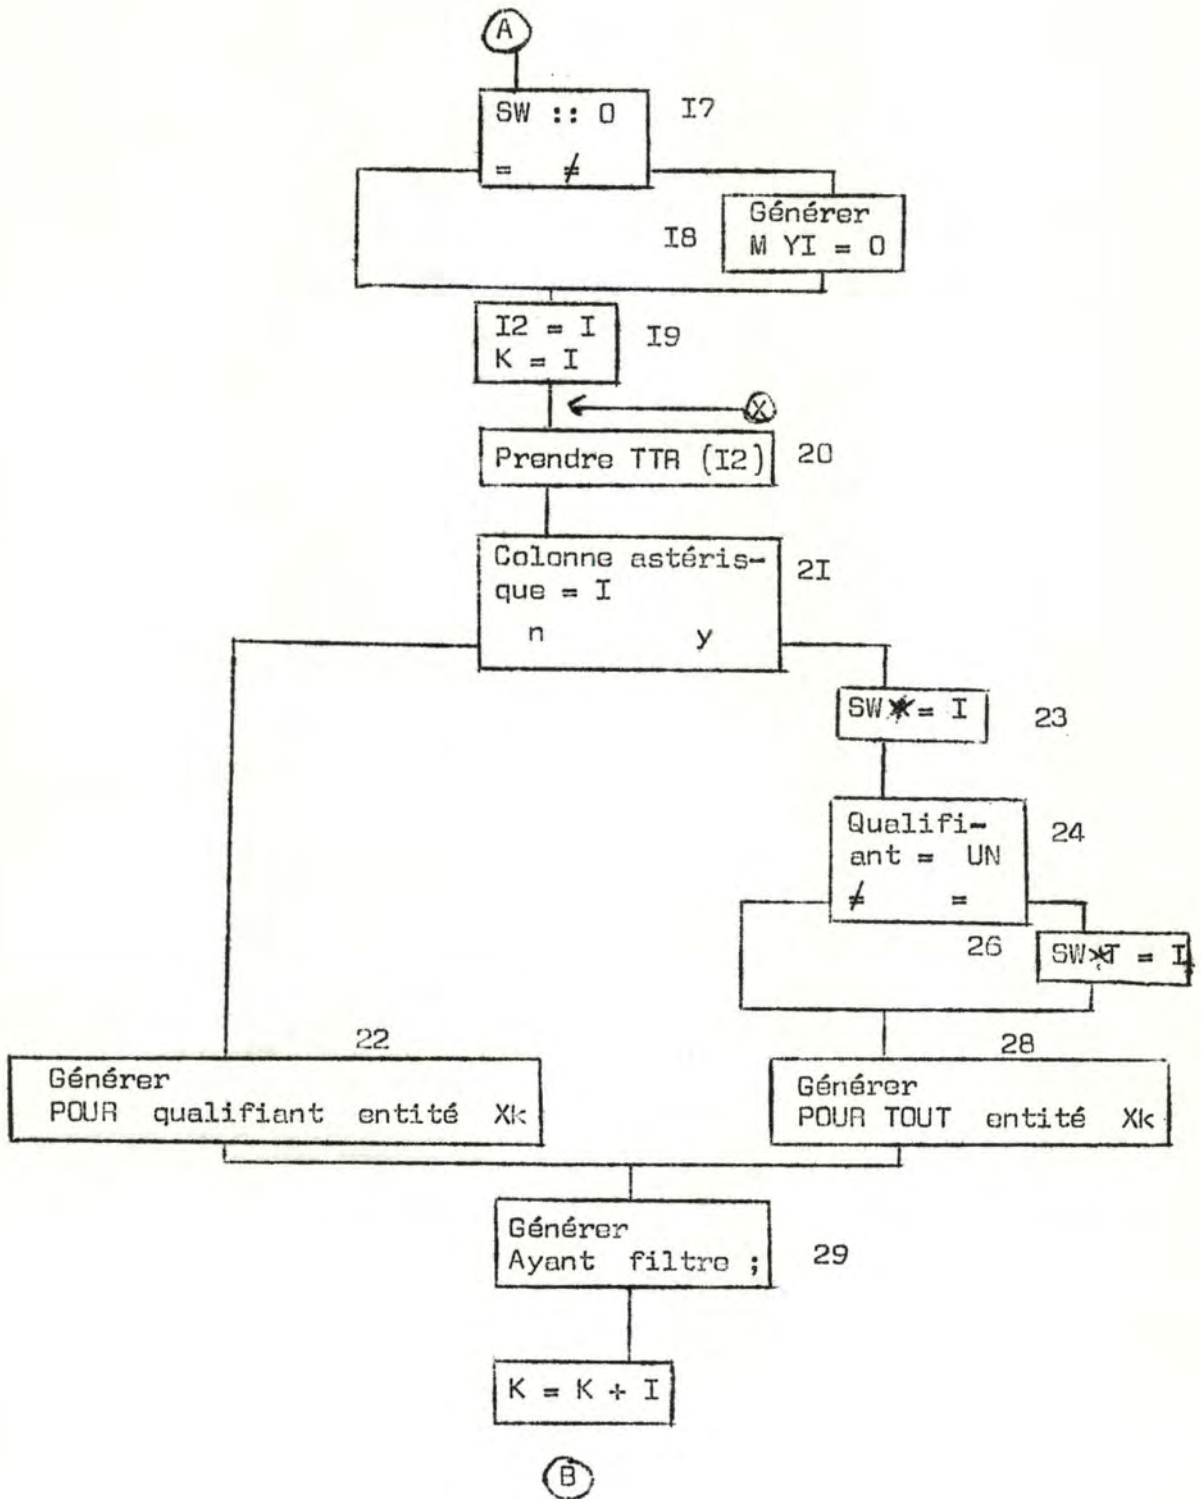 A
SW :: 0
I7
= ≠
Générer
M YI = 0
I8
I2 = I
K = I
I9
X
Prendre TTR (I2)
20
Colonne astéris-
que = I
n y
2I
SW* = I
23
Qualifi-
ant = UN
≠ =
24
26
SW*T = I
22
Générer
POUR qualifiant entité Xk
28
Générer
POUR TOUT entité Xk
Générer
Ayant filtre ;
29
K = K + I
B